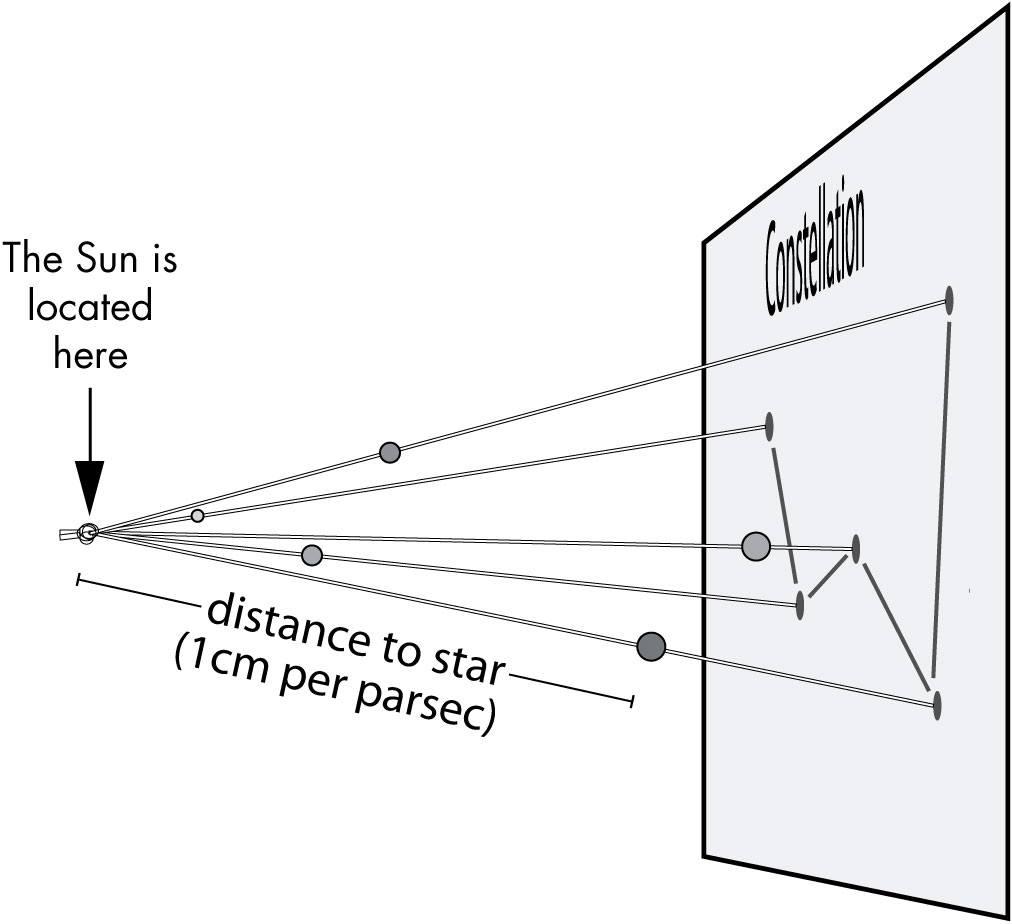 Constellation
The Sun is
located
here
distance to star
(1cm per parsec)